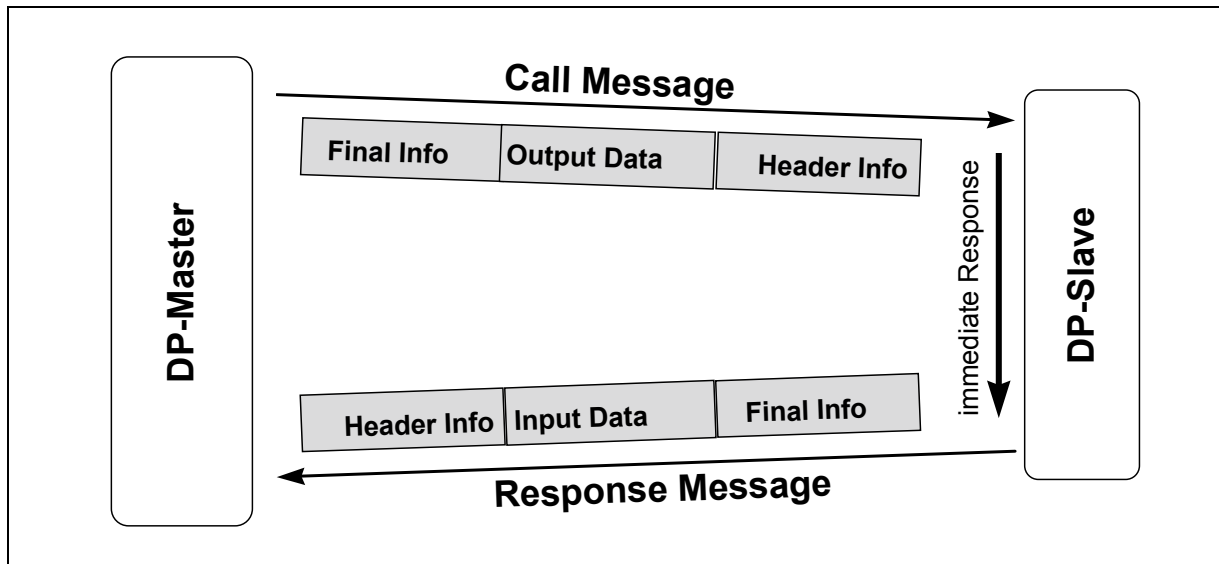 Call Message
Final Info Output Data Header Info
DP-Master
immediate Response
DP-Slave
Header Info Input Data Final Info
Response Message